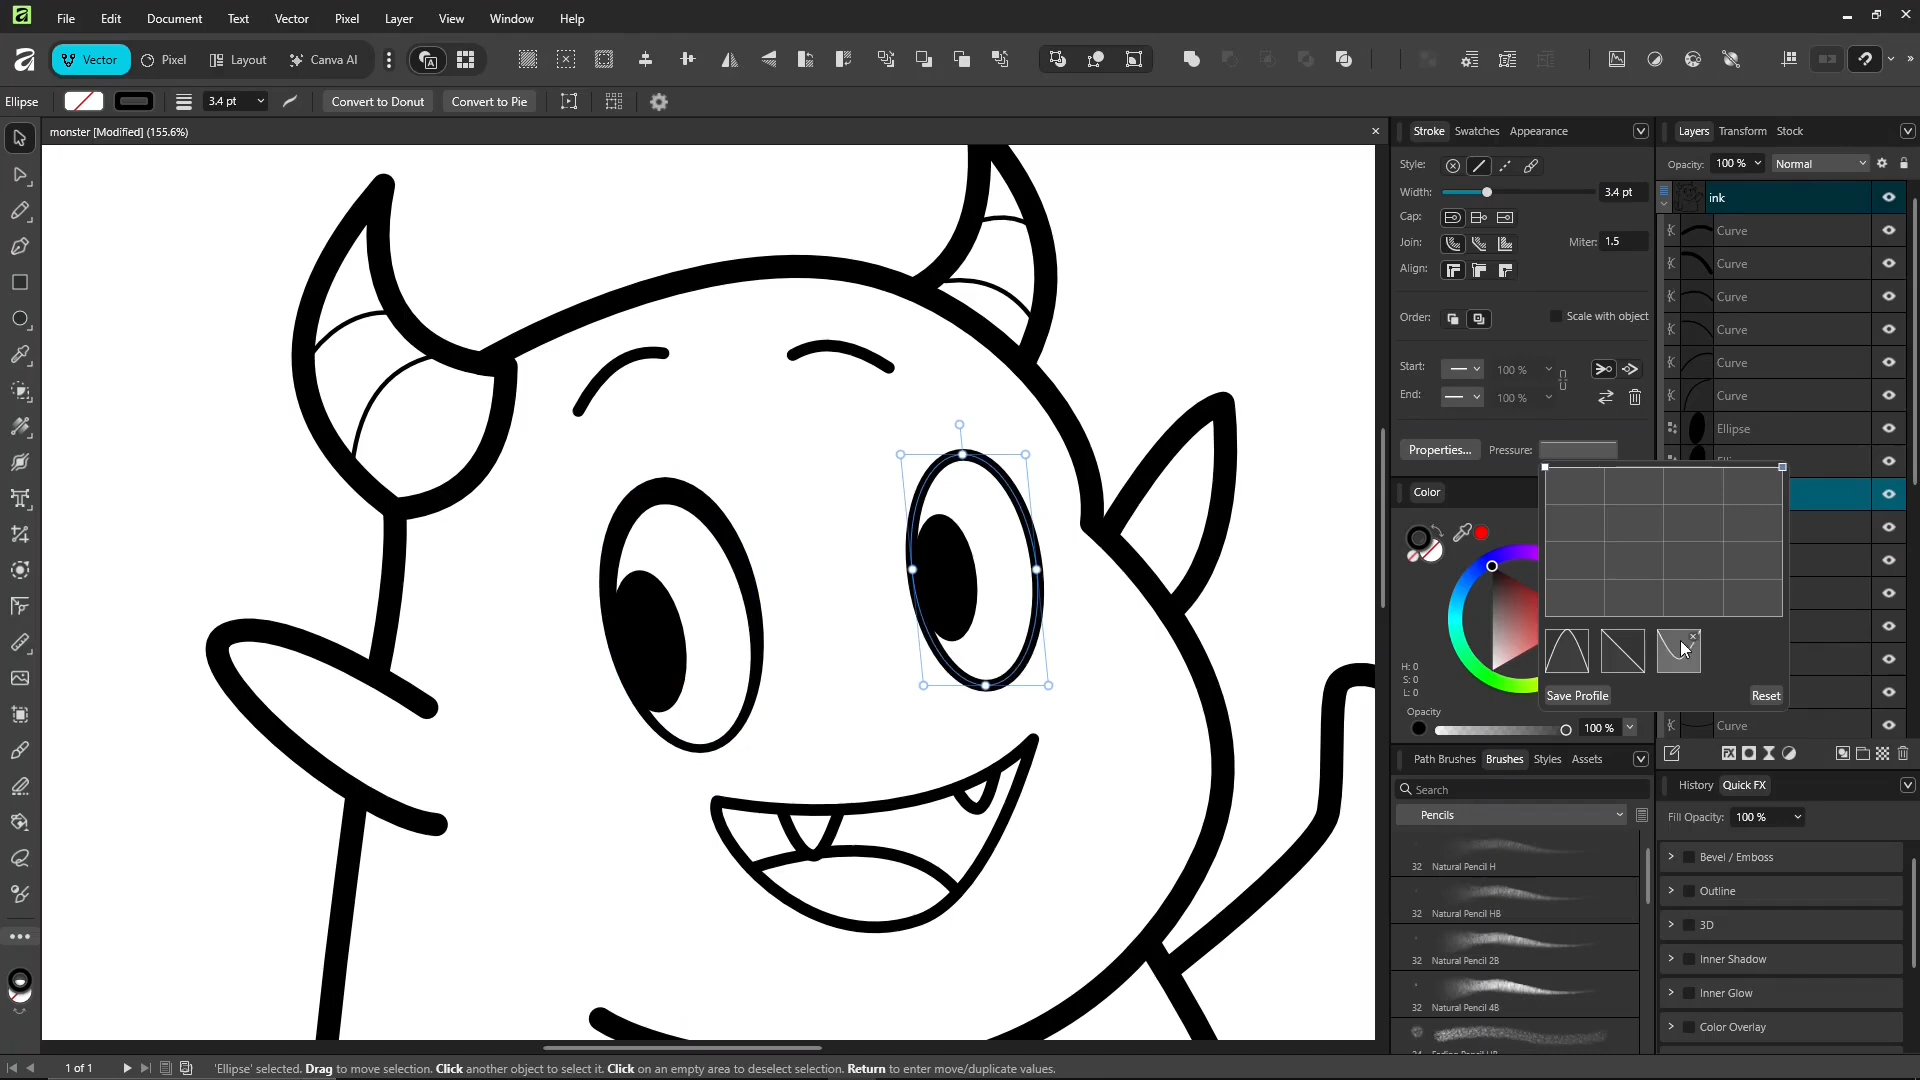 File Edit Document Text Vector Pixel Layer View Window Help
Vector Pixel Layout Canva AI
Ellipse 3.4 pt Convert to Donut Convert to Pie
monster [Modified] (155.6%)
Stroke Swatches Appearance
Style:
Width: 3.4 pt
Cap:
Join: Miter: 1.5
Align:
Order: Scale with object
Start: 100 %
End: 100 %
Properties... Pressure:
Save Profile Reset
Color
H: 0
S: 0
L: 0
Opacity
100 %
Path Brushes Brushes Styles Assets
Search
Pencils
32 Natural Pencil H
32 Natural Pencil HB
32 Natural Pencil 2B
32 Natural Pencil 4B
Layers Transform Stock
Opacity: 100 % Normal
ink
Curve
Curve
Curve
Curve
Curve
Curve
Ellipse
Curve
History Quick FX
Fill Opacity: 100 %
Bevel / Emboss
Outline
3D
Inner Shadow
Inner Glow
Color Overlay
1 of 1 'Ellipse' selected. Drag to move selection. Click another object to select it. Click on an empty area to deselect selection. Return to enter move/duplicate values.